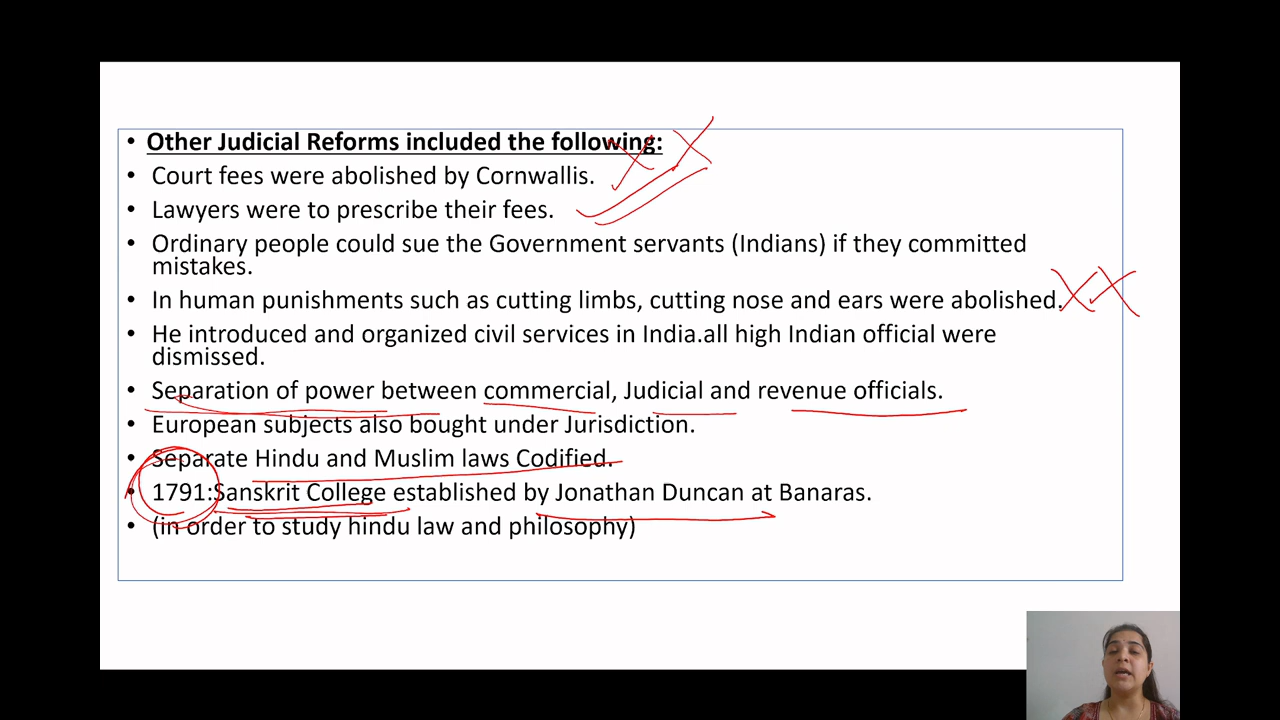 • Other Judicial Reforms included the following:
• Court fees were abolished by Cornwallis.
• Lawyers were to prescribe their fees.
• Ordinary people could sue the Government servants (Indians) if they committed
mistakes.
• In human punishments such as cutting limbs, cutting nose and ears were abolished.
• He introduced and organized civil services in India.all high Indian official were
dismissed.
• Separation of power between commercial, Judicial and revenue officials.
• European subjects also bought under Jurisdiction.
• Separate Hindu and Muslim laws Codified.
• 1791:Sanskrit College established by Jonathan Duncan at Banaras.
• (in order to study hindu law and philosophy)